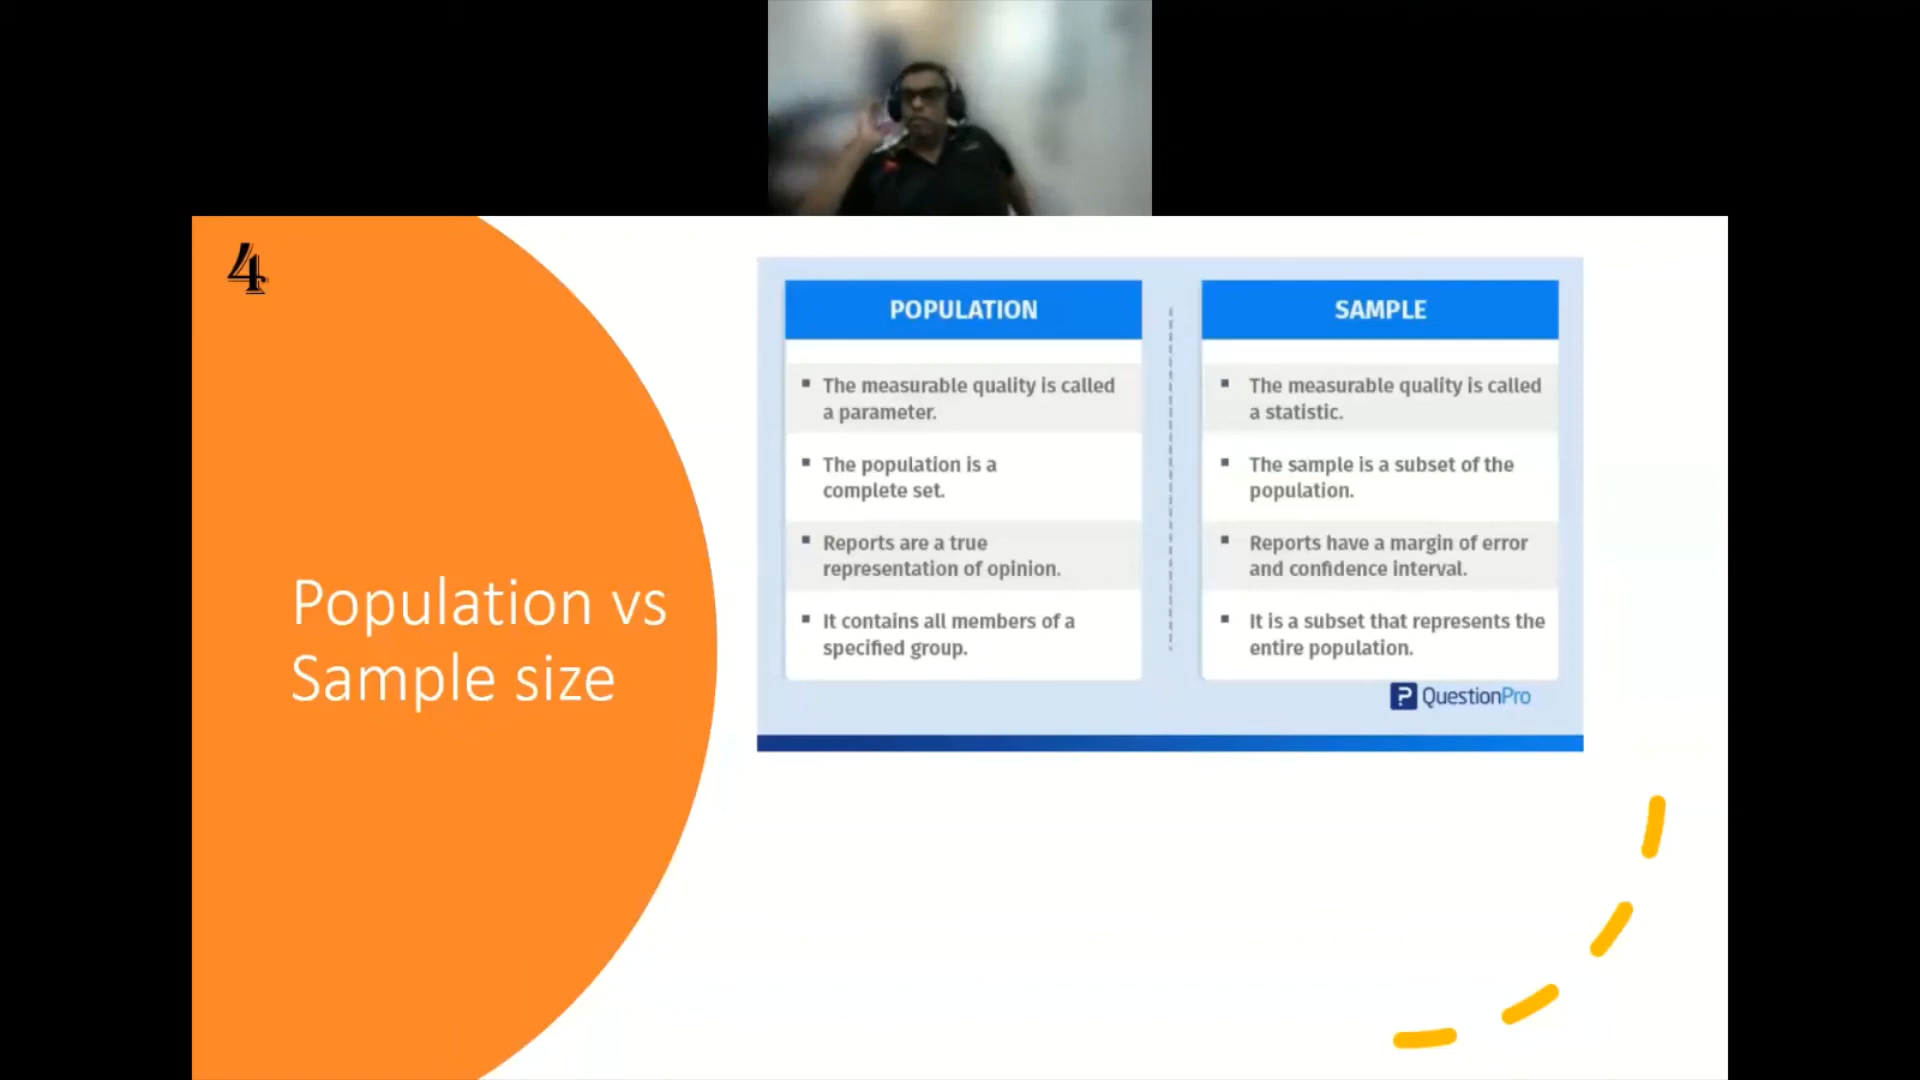 4
Population vs
Sample size
POPULATION
▪ The measurable quality is called
a parameter.
▪ The population is a
complete set.
▪ Reports are a true
representation of opinion.
▪ It contains all members of a
specified group.
SAMPLE
▪ The measurable quality is called
a statistic.
▪ The sample is a subset of the
population.
▪ Reports have a margin of error
and confidence interval.
▪ It is a subset that represents the
entire population.
QuestionPro